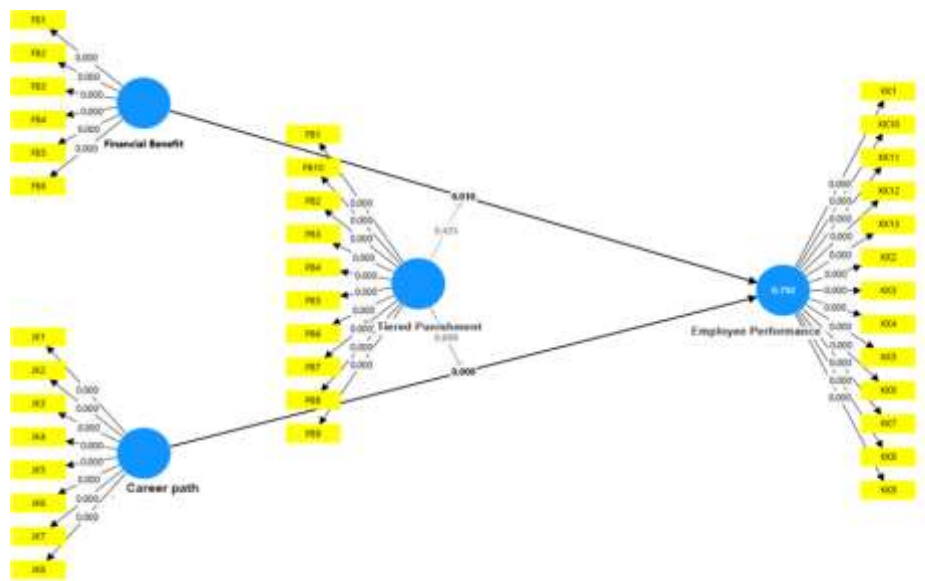 FB1
FB2
FB3
FB4
FB5
FB6
0.000
0.000
0.000
0.000
0.000
0.000
Financial Benefit
JK1
JK2
JK3
JK4
JK5
JK6
JK7
JK8
0.000
0.000
0.000
0.000
0.000
0.000
0.000
0.000
Career path
PB1
PB10
PB2
PB3
PB4
PB5
PB6
PB7
PB8
PB9
0.000
0.000
0.000
0.000
0.000
0.000
0.000
0.000
0.000
0.000
Tiered Punishment
0.010
0.000
Employee Performance
KK1
KK10
KK11
KK12
KK13
KK2
KK3
KK4
KK5
KK6
KK7
KK8
KK9
0.000
0.000
0.000
0.000
0.000
0.000
0.000
0.000
0.000
0.000
0.000
0.000
0.000